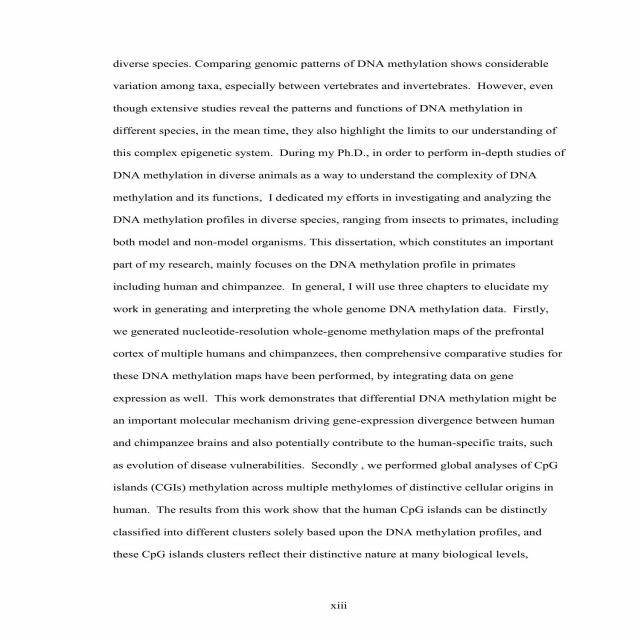 diverse species. Comparing genomic patterns of DNA methylation shows considerable
variation among taxa, especially between vertebrates and invertebrates.  However, even
though extensive studies reveal the patterns and functions of DNA methylation in
different species, in the mean time, they also highlight the limits to our understanding of
this complex epigenetic system.  During my Ph.D., in order to perform in-depth studies of
DNA methylation in diverse animals as a way to understand the complexity of DNA
methylation and its functions,  I dedicated my efforts in investigating and analyzing the
DNA methylation profiles in diverse species, ranging from insects to primates, including
both model and non-model organisms. This dissertation, which constitutes an important
part of my research, mainly focuses on the DNA methylation profile in primates
including human and chimpanzee.  In general, I will use three chapters to elucidate my
work in generating and interpreting the whole genome DNA methylation data.  Firstly,
we generated nucleotide-resolution whole-genome methylation maps of the prefrontal
cortex of multiple humans and chimpanzees, then comprehensive comparative studies for
these DNA methylation maps have been performed, by integrating data on gene
expression as well.  This work demonstrates that differential DNA methylation might be
an important molecular mechanism driving gene-expression divergence between human
and chimpanzee brains and also potentially contribute to the human-specific traits, such
as evolution of disease vulnerabilities.  Secondly , we performed global analyses of CpG
islands (CGIs) methylation across multiple methylomes of distinctive cellular origins in
human.  The results from this work show that the human CpG islands can be distinctly
classified into different clusters solely based upon the DNA methylation profiles, and
these CpG islands clusters reflect their distinctive nature at many biological levels,
xiii